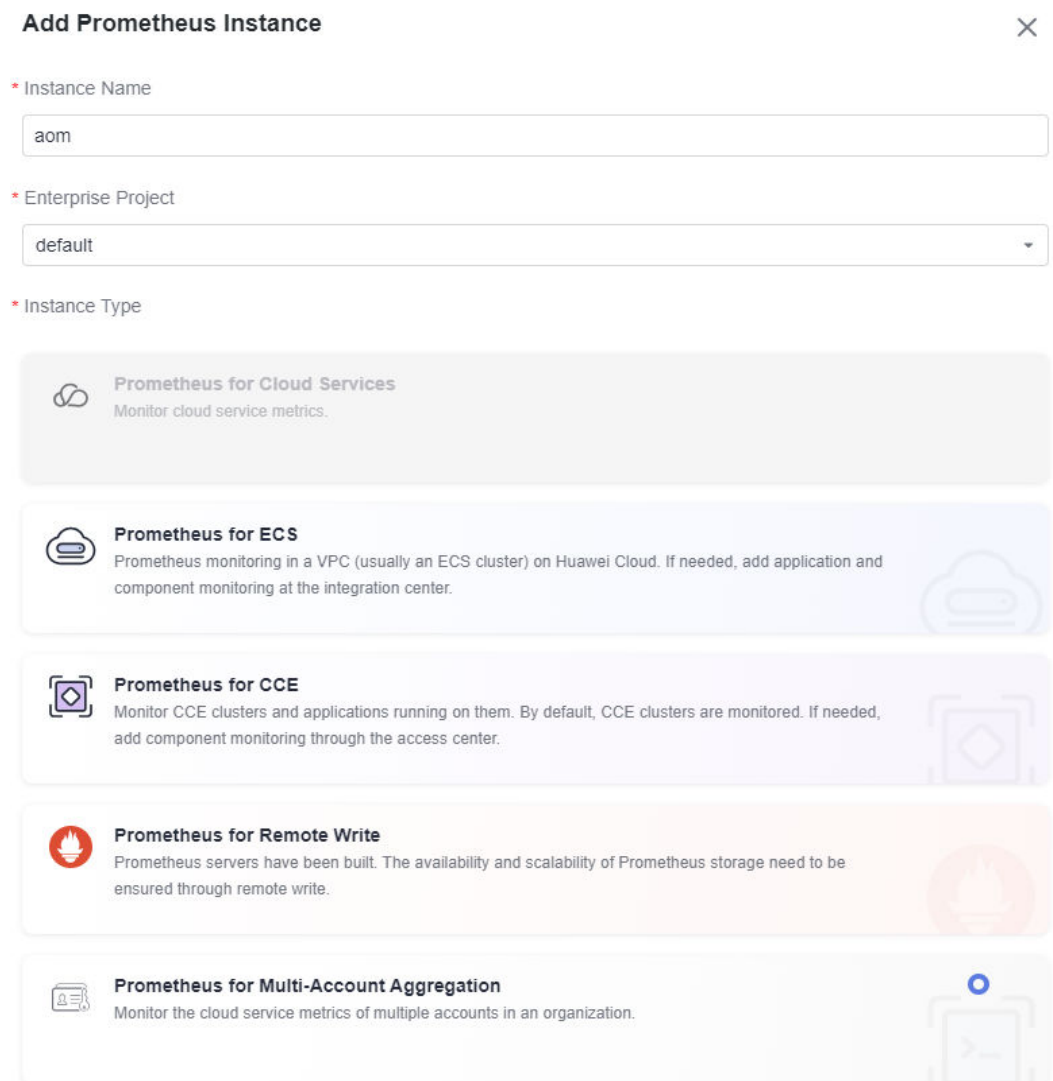 Add Prometheus Instance
* Instance Name
aom
* Enterprise Project
default
* Instance Type
Prometheus for Cloud Services
Monitor cloud service metrics.
Prometheus for ECS
Prometheus monitoring in a VPC (usually an ECS cluster) on Huawei Cloud. If needed, add application and
component monitoring at the integration center.
Prometheus for CCE
Monitor CCE clusters and applications running on them. By default, CCE clusters are monitored. If needed,
add component monitoring through the access center.
Prometheus for Remote Write
Prometheus servers have been built. The availability and scalability of Prometheus storage need to be
ensured through remote write.
Prometheus for Multi-Account Aggregation
Monitor the cloud service metrics of multiple accounts in an organization.